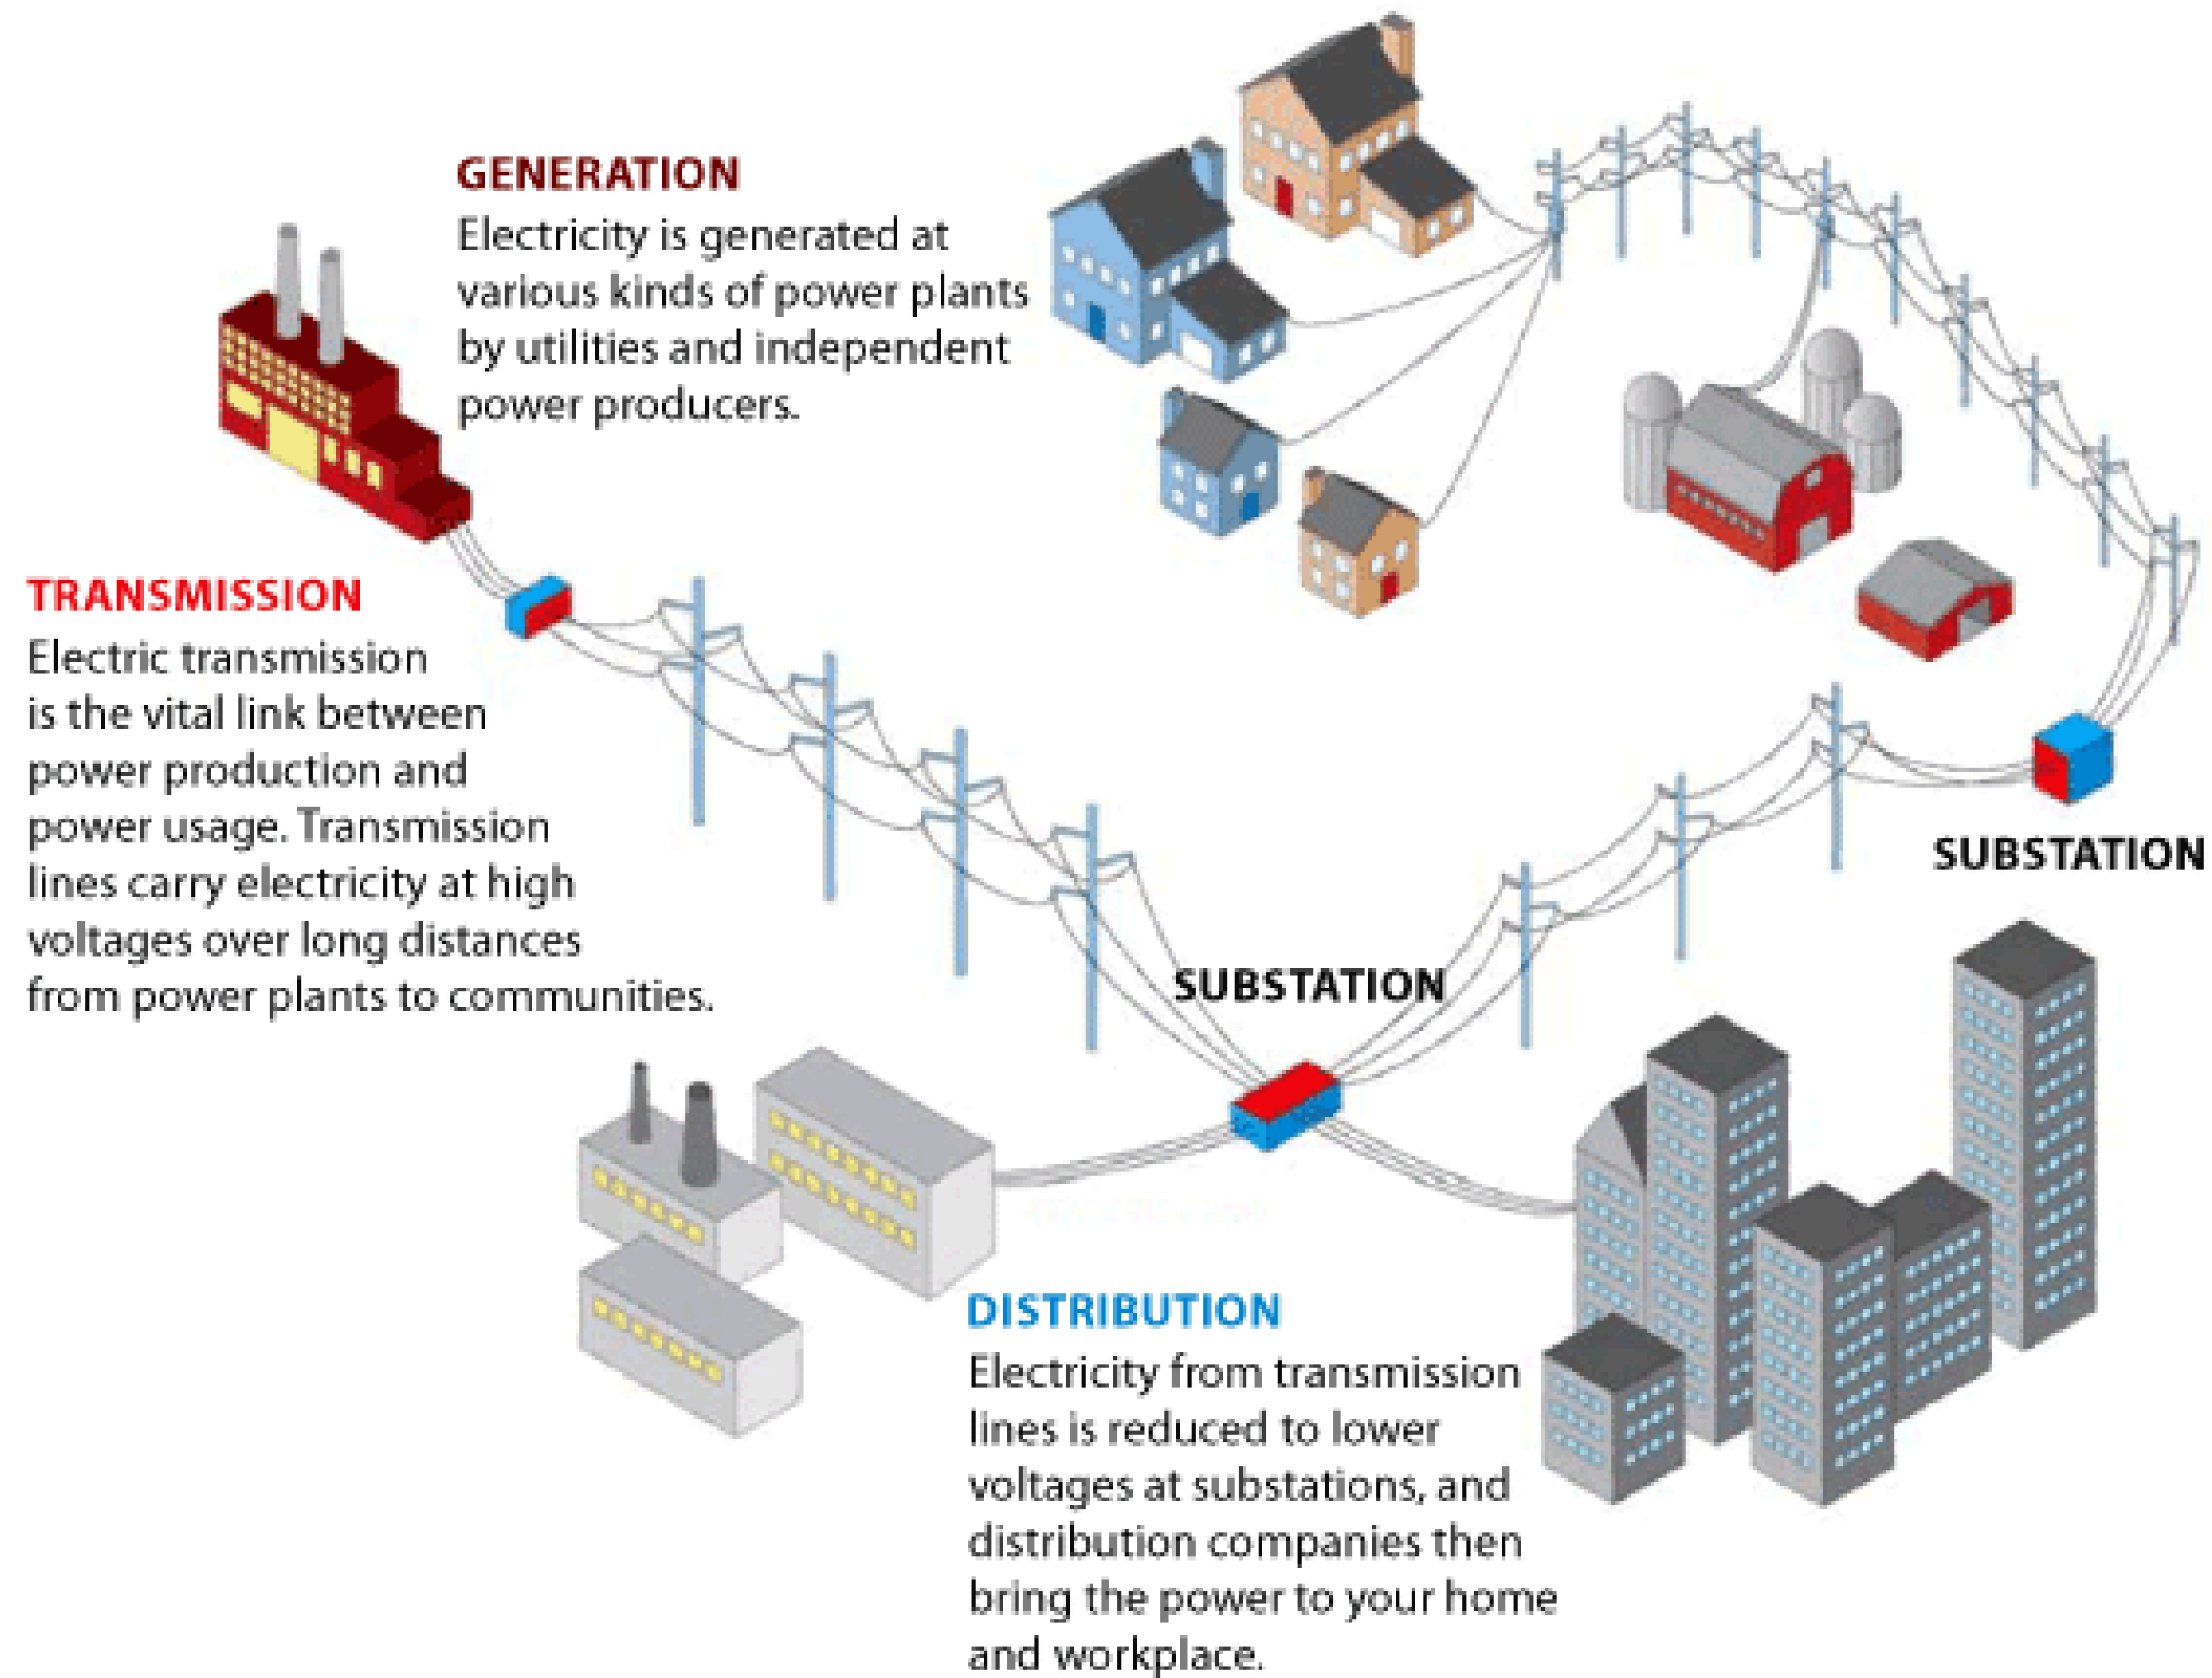 GENERATION
Electricity is generated at
various kinds of power plants
by utilities and independent
power producers.
TRANSMISSION
Electric transmission
is the vital link between
power production and
power usage. Transmission
lines carry electricity at high
voltages over long distances
from power plants to communities.
SUBSTATION
SUBSTATION
DISTRIBUTION
Electricity from transmission
lines is reduced to lower
voltages at substations, and
distribution companies then
bring the power to your home
and workplace.